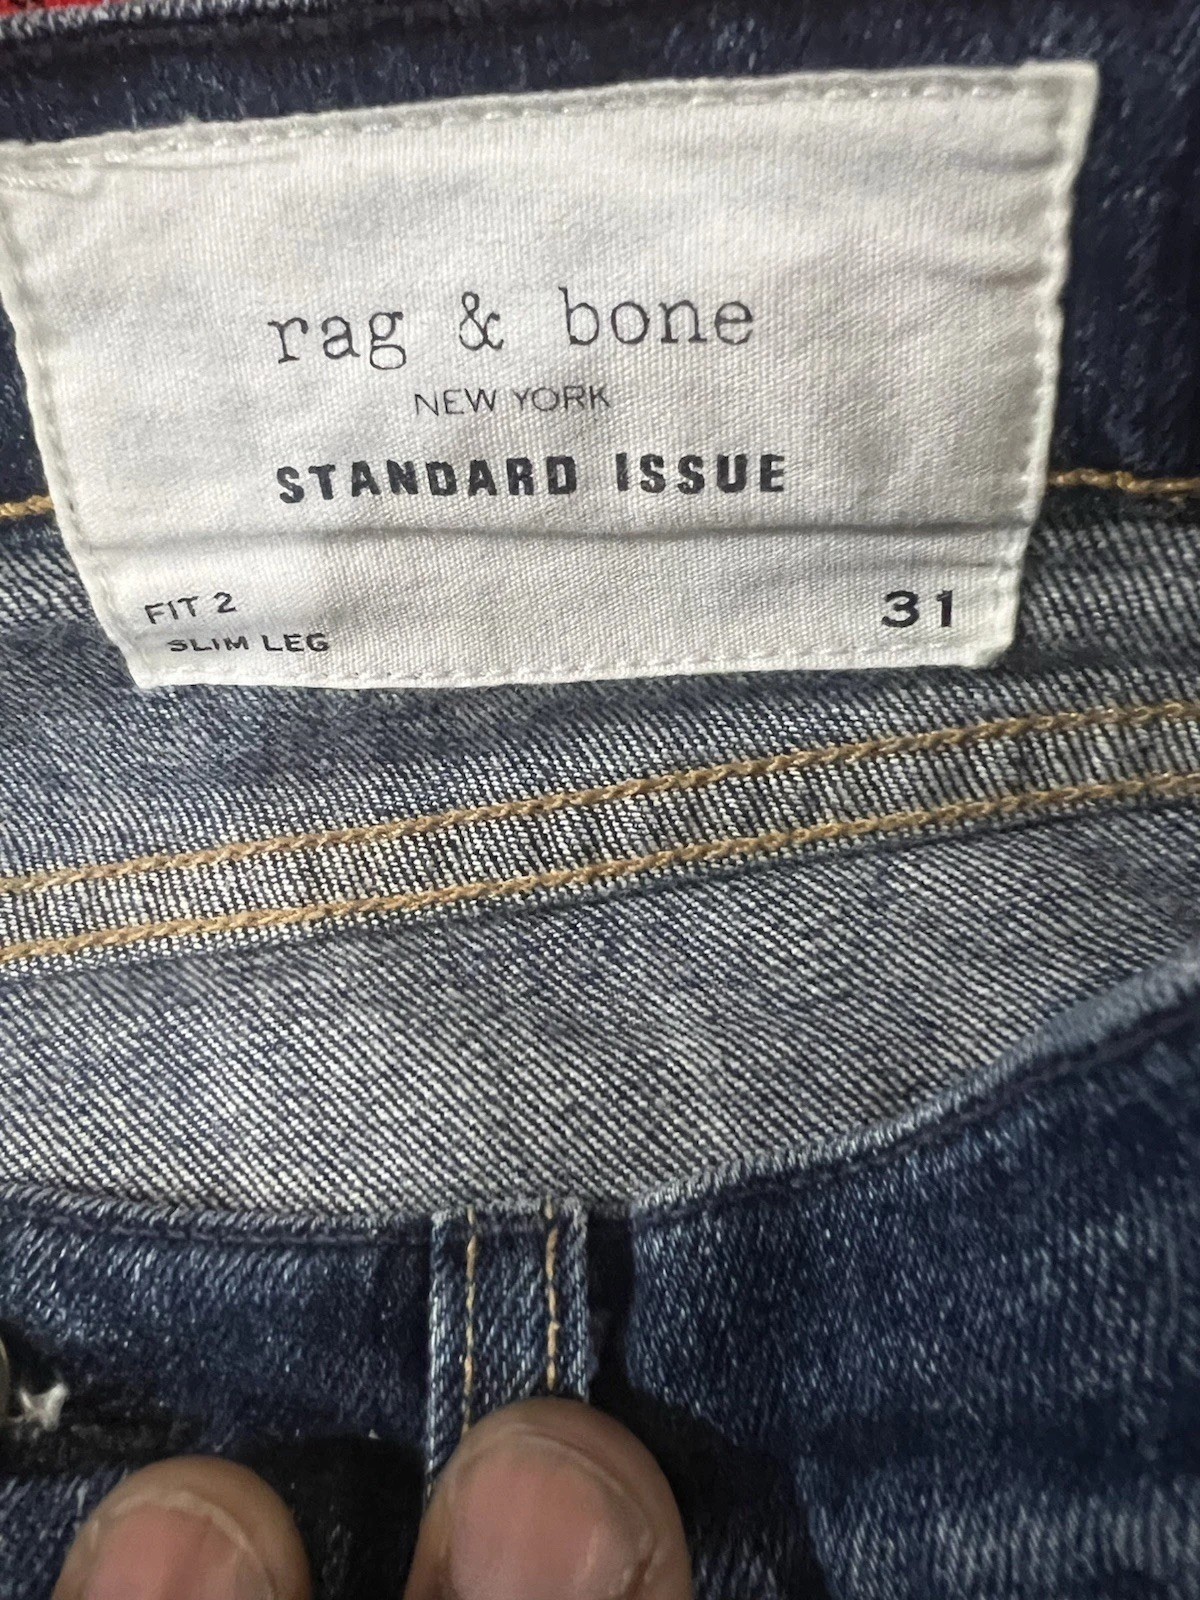 rag & bone
NEW YORK
STANDARD ISSUE
FIT 2
SLIM LEG
31